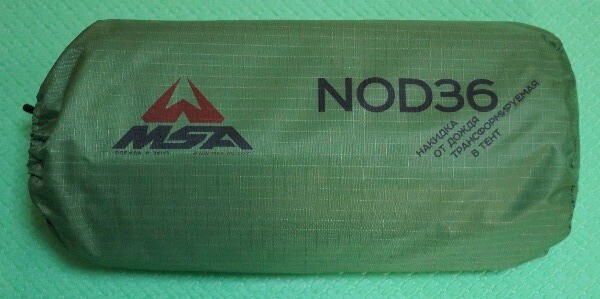 MSA
NOD36
НАКИДКА
ОТ ДОЖДЯ
ТРАНСФОРМИРУЕМАЯ
В ТЕНТ